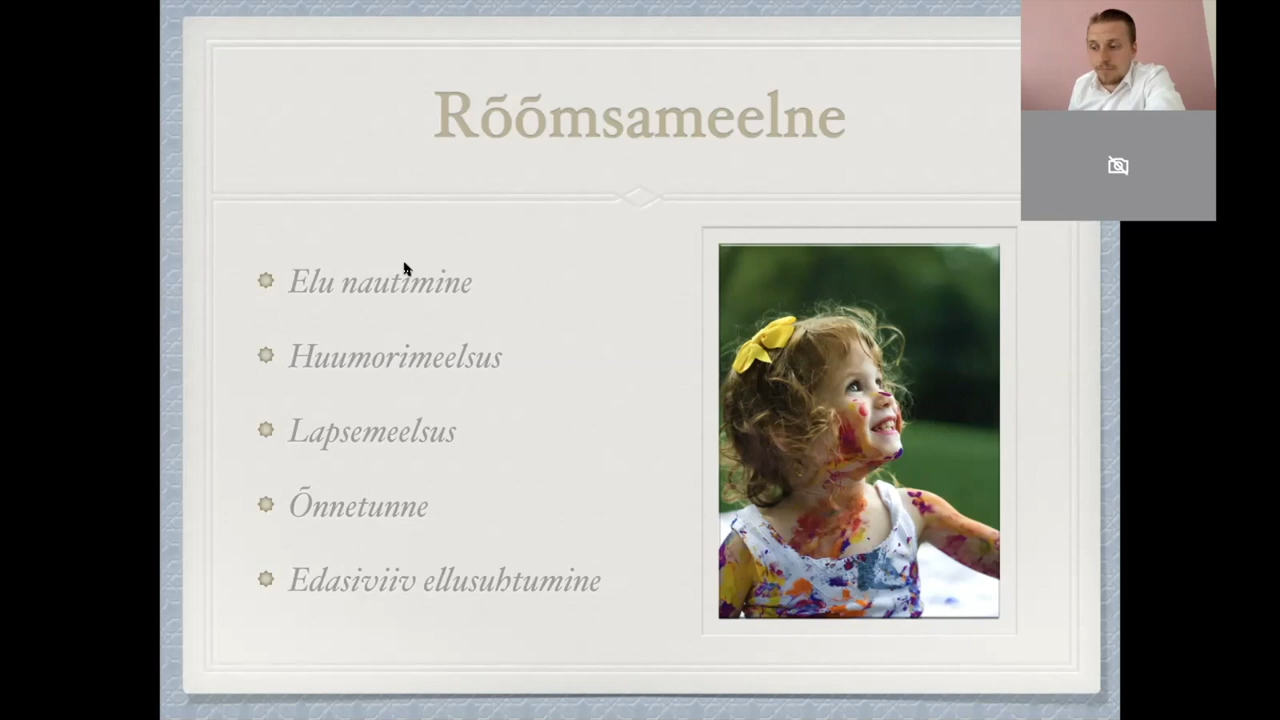 Rõõmsameelne
Elu nautimine
Huumorimeelsus
Lapsemeelsus
Õnnetunne
Edasiviiv ellusuhtumine